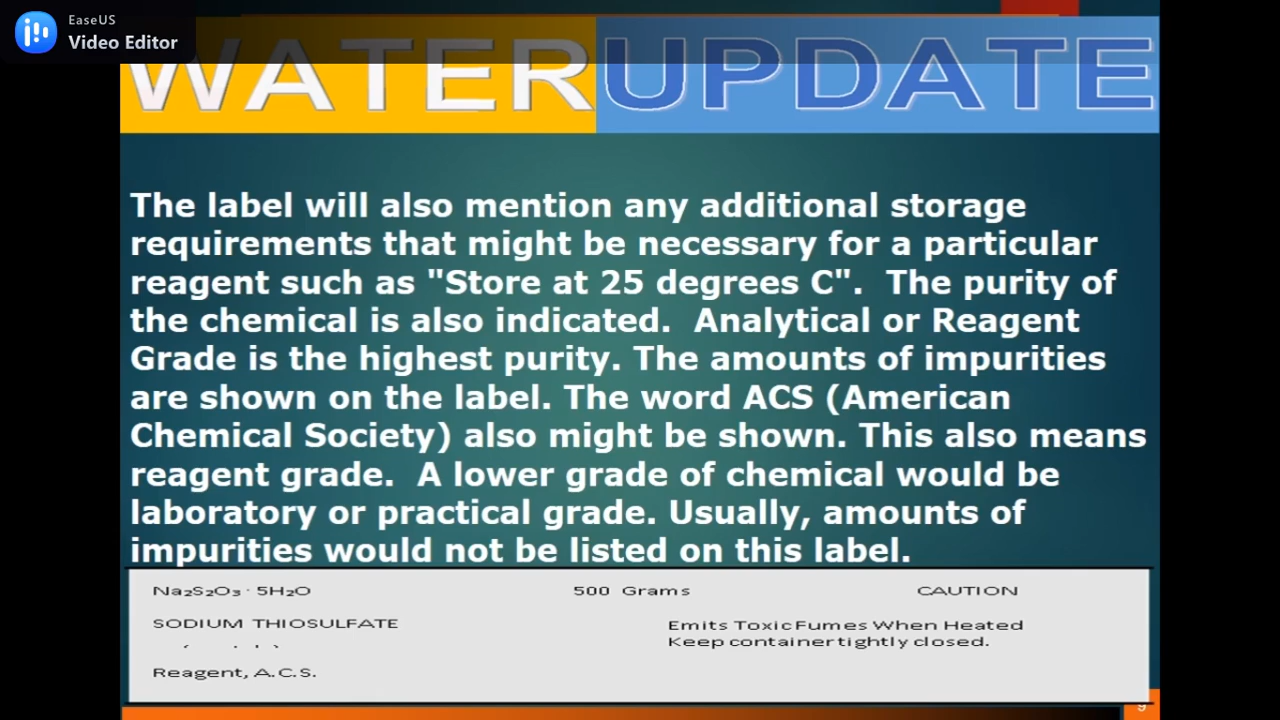 EaseUS
Video Editor
WATER UPDATE
The label will also mention any additional storage
requirements that might be necessary for a particular
reagent such as "Store at 25 degrees C".  The purity of
the chemical is also indicated.  Analytical or Reagent
Grade is the highest purity. The amounts of impurities
are shown on the label. The word ACS (American
Chemical Society) also might be shown. This also means
reagent grade.  A lower grade of chemical would be
laboratory or practical grade. Usually, amounts of
impurities would not be listed on this label.
Na₂S₂O₃ · 5H₂O 500 Grams CAUTION
SODIUM THIOSULFATE Emits Toxic Fumes When Heated
Keep container tightly closed.
Reagent, A.C.S.
9